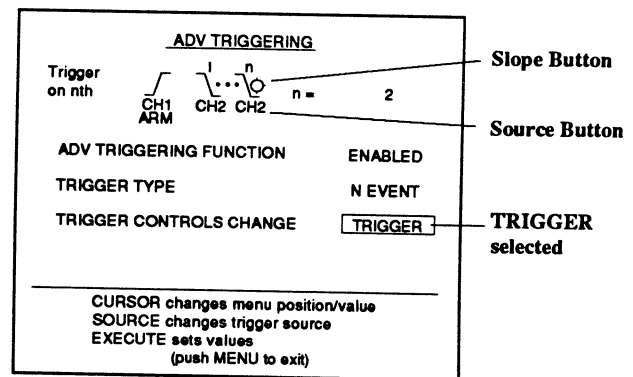 ADV TRIGGERING
Trigger
on nth
1 n
n = 2
CH1 CH2 CH2
ARM
ADV TRIGGERING FUNCTION ENABLED
TRIGGER TYPE N EVENT
TRIGGER CONTROLS CHANGE TRIGGER
CURSOR changes menu position/value
SOURCE changes trigger source
EXECUTE sets values
(push MENU to exit)
Slope Button
Source Button
TRIGGER
selected